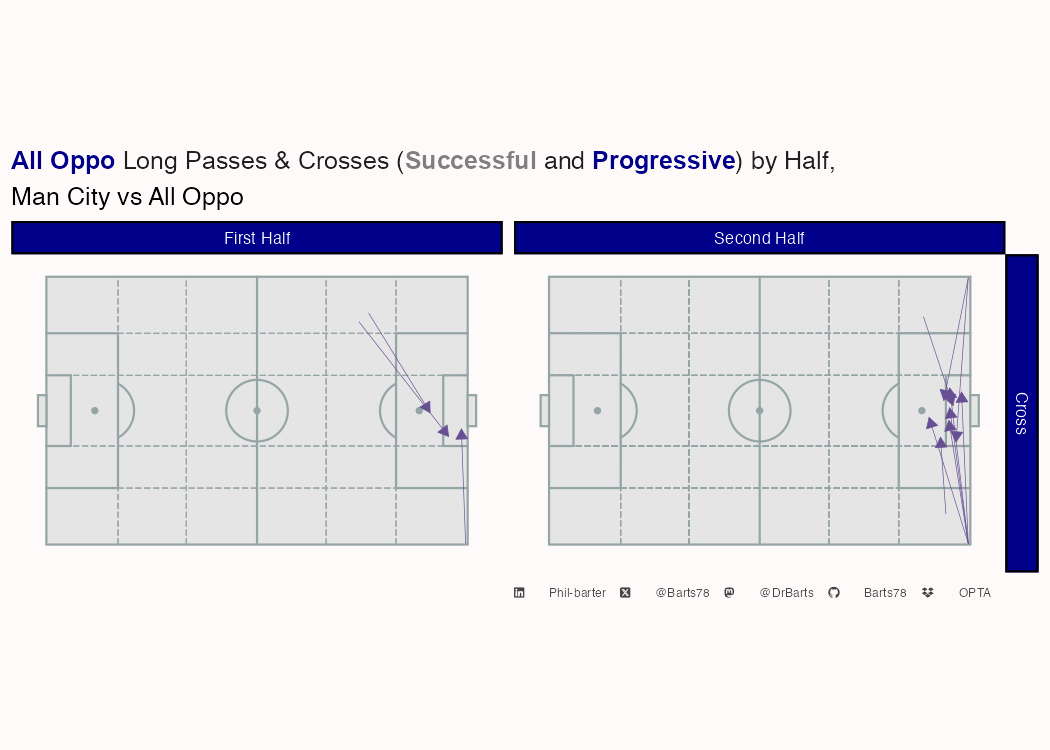 All Oppo Long Passes & Crosses (Successful and Progressive) by Half,
Man City vs All Oppo
First Half
Second Half
Cross
Phil-barter @Barts78 @DrBarts Barts78 OPTA